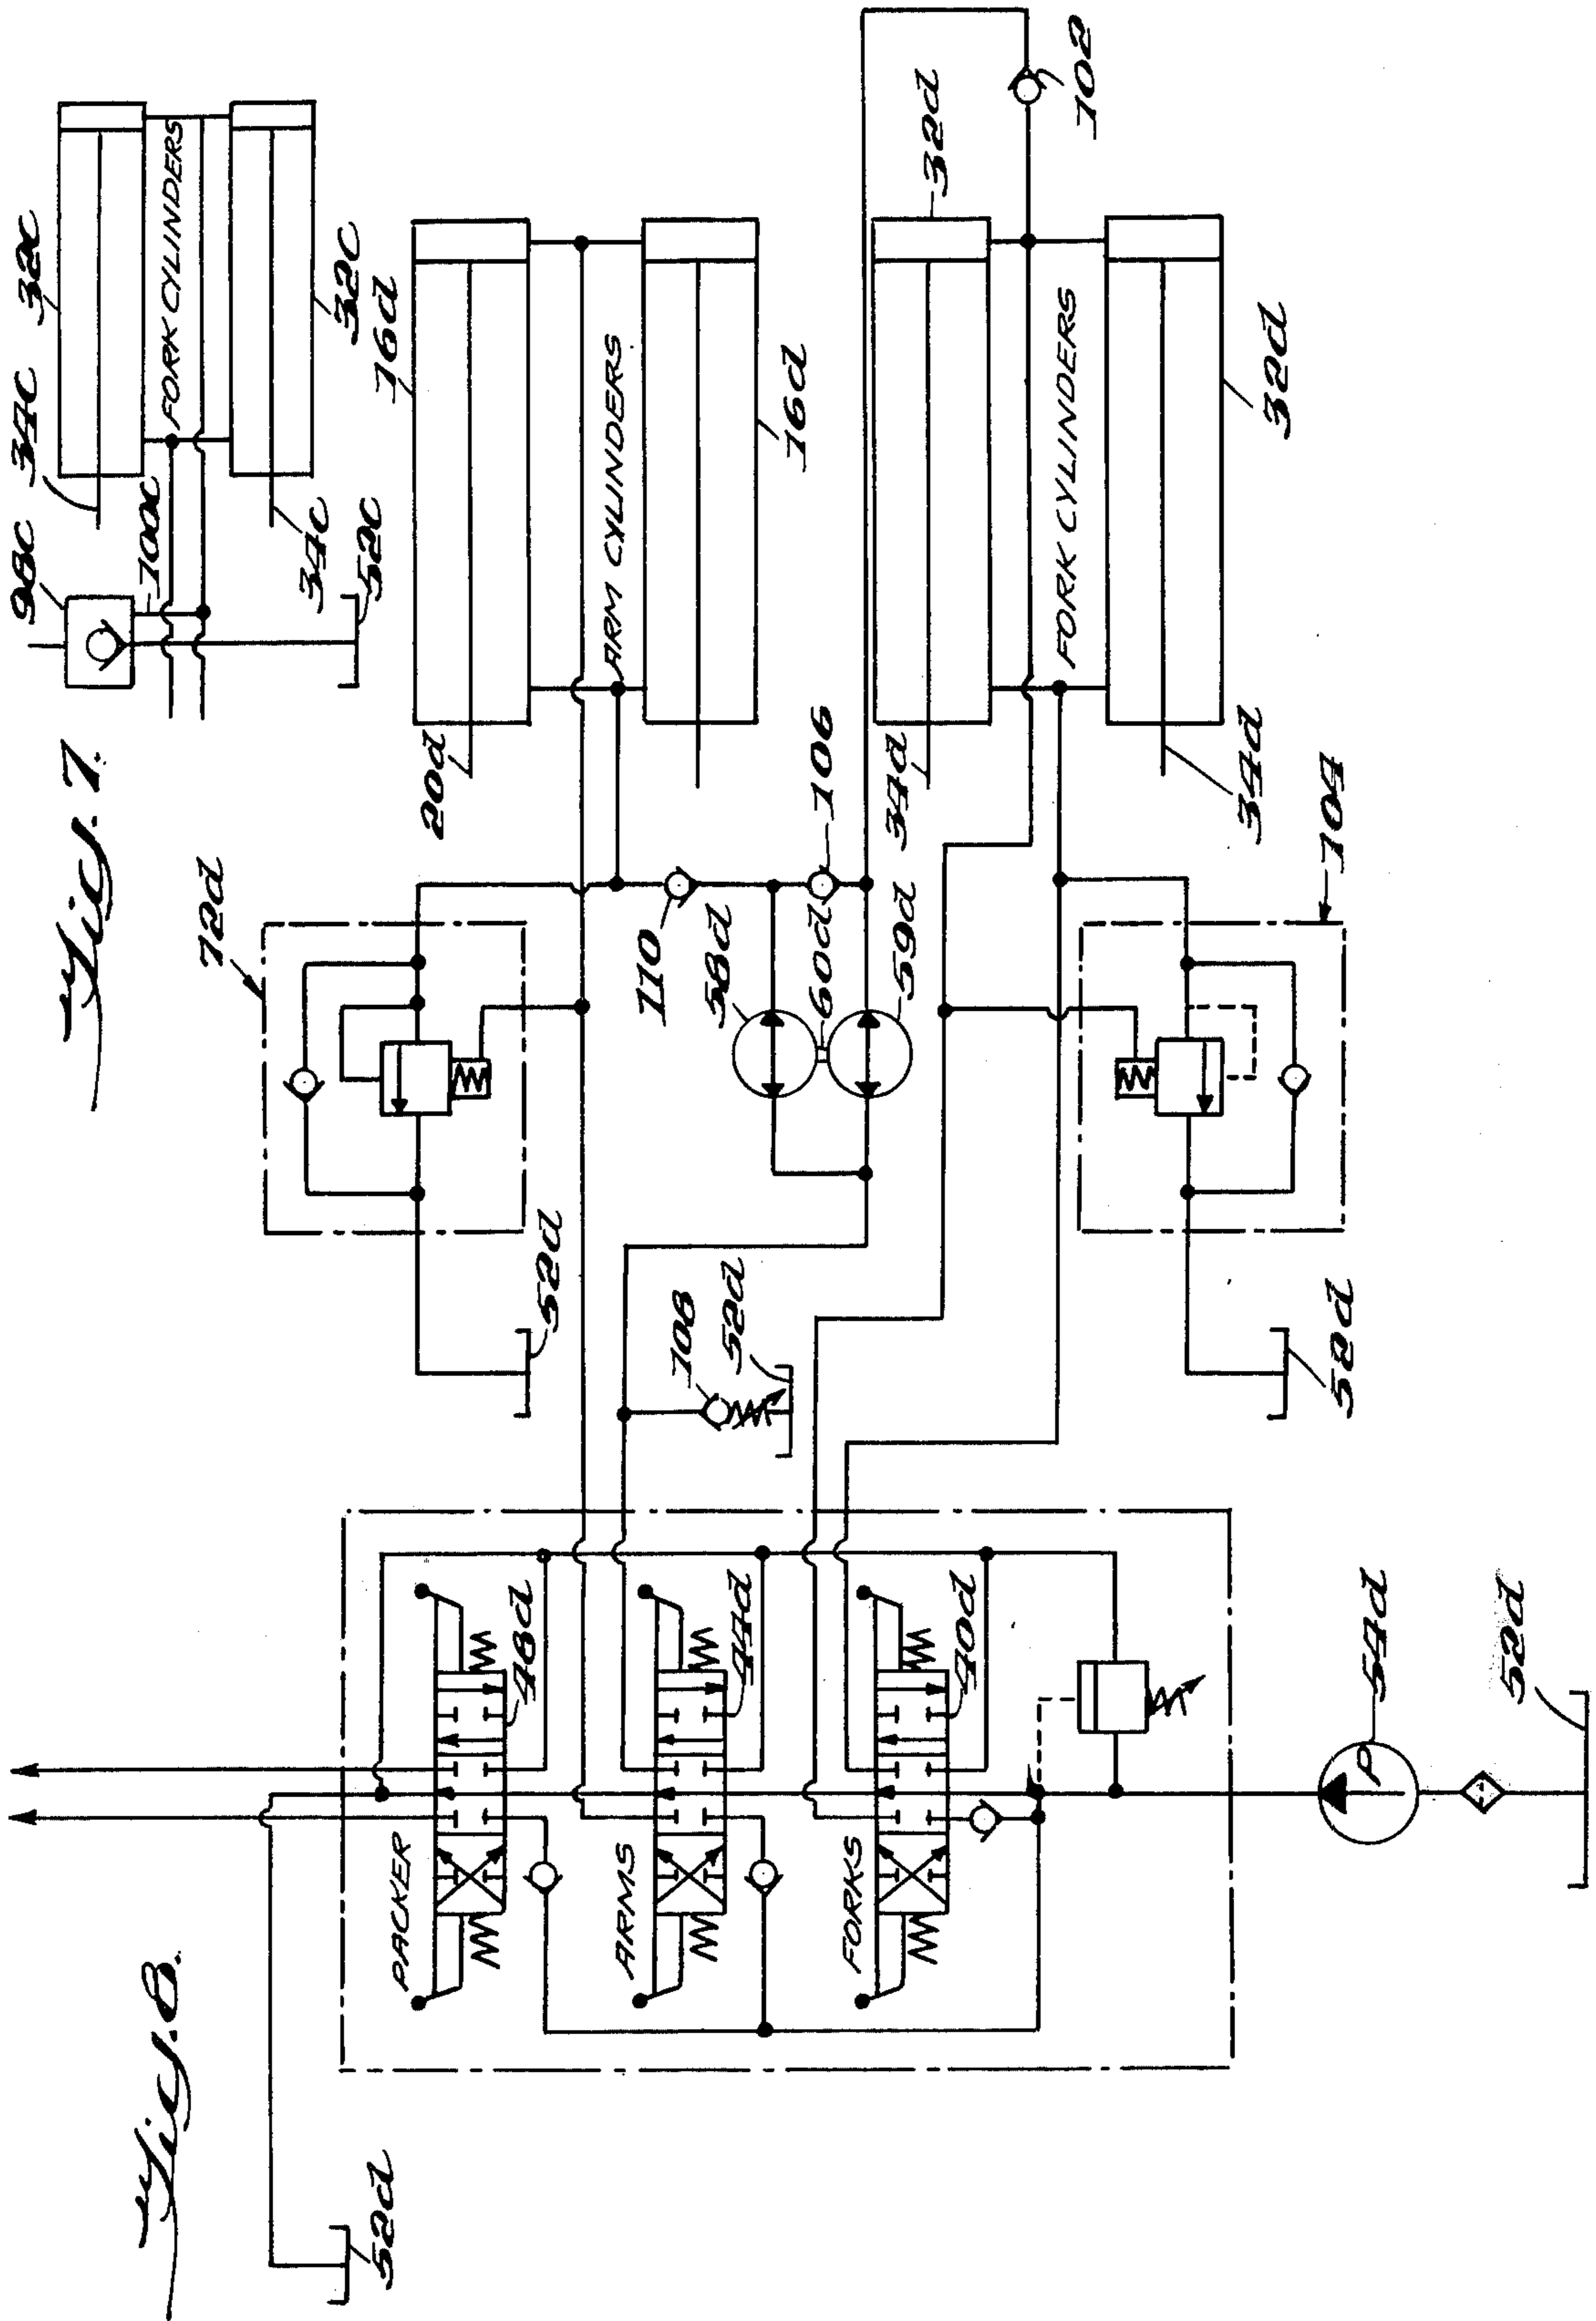 Fig. 7.
98C
34C
32C
100C
FORK CYLINDERS
34C
32C
52C
Fig. 8.
72d
16d
20d
ARM CYLINDERS
16d
52d
110
58d
60d
106
59d
32d
102
34d
FORK CYLINDERS
34d
32d
104
52d
108
52d
PACKER
48d
ARMS
44d
FORKS
40d
52d
P
54d
52d